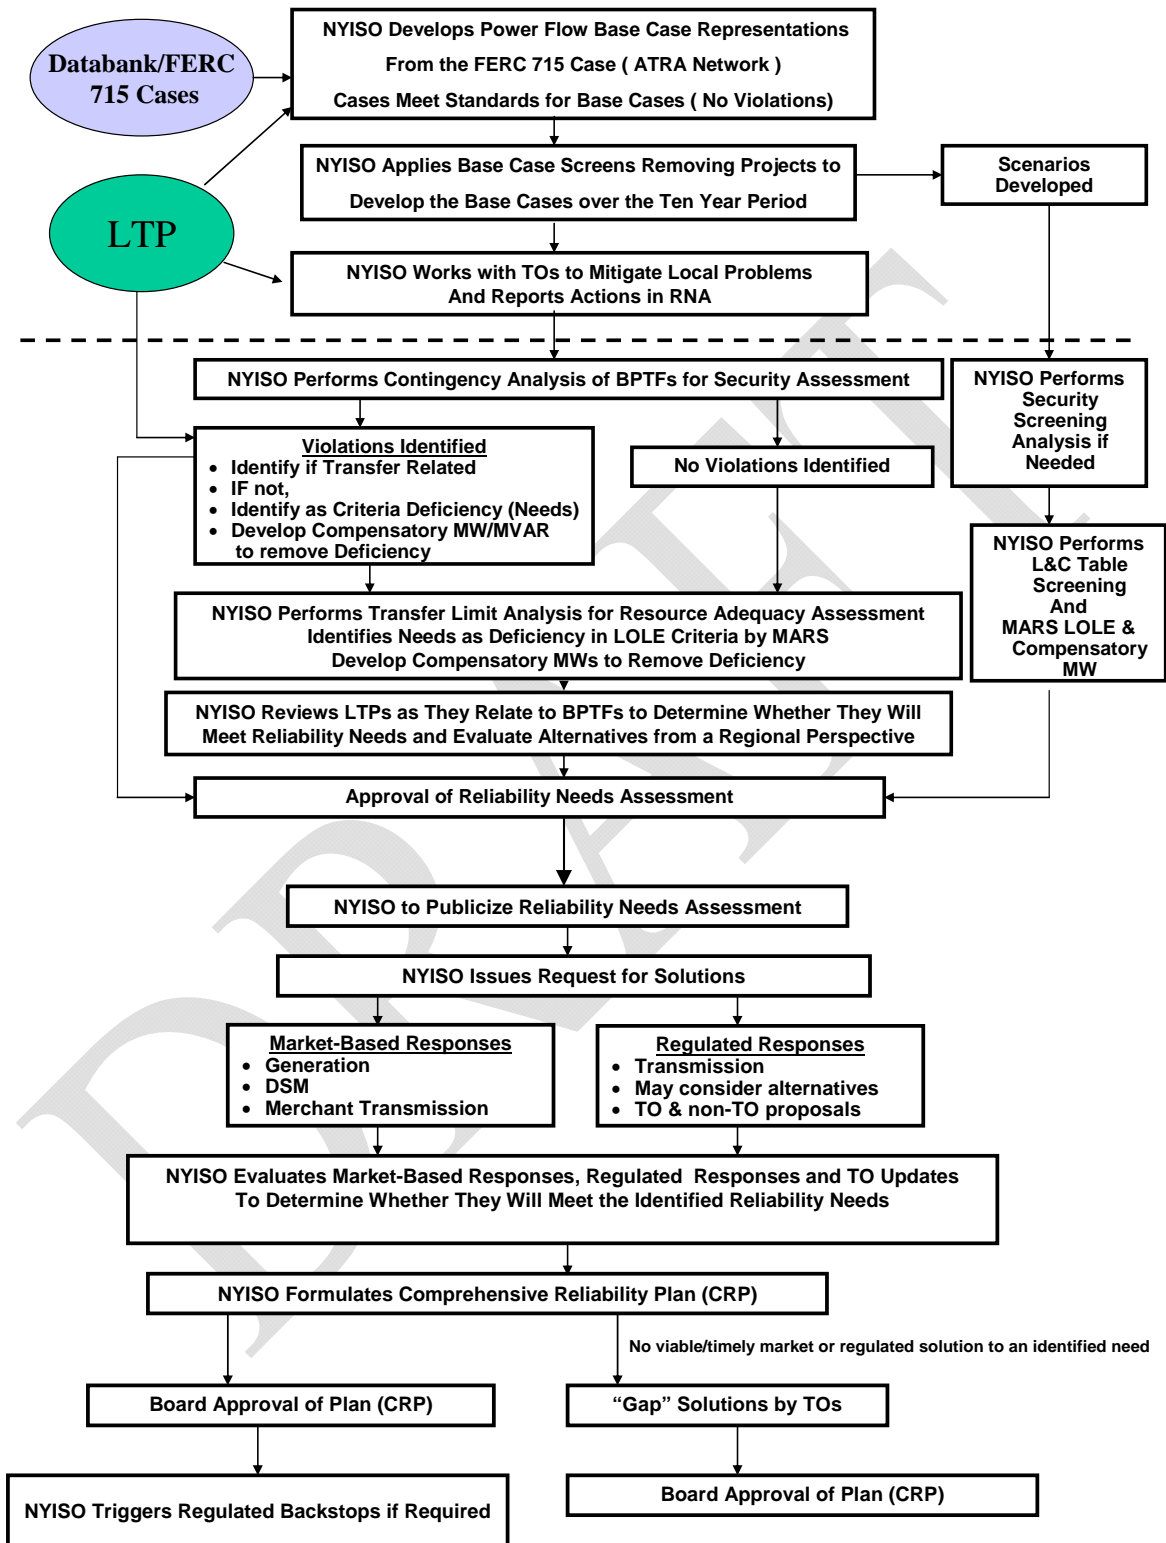 NYISO Develops Power Flow Base Case Representations
From the FERC 715 Case ( ATRA Network )
Cases Meet Standards for Base Cases ( No Violations)
Databank/FERC
715 Cases
NYISO Applies Base Case Screens Removing Projects to
Develop the Base Cases over the Ten Year Period
Scenarios
Developed
LTP
NYISO Works with TOs to Mitigate Local Problems
And Reports Actions in RNA
NYISO Performs Contingency Analysis of BPTFs for Security Assessment
NYISO Performs
Security
Screening
Analysis if
Needed
Violations Identified
• Identify if Transfer Related
• IF not,
• Identify as Criteria Deficiency (Needs)
• Develop Compensatory MW/MVAR
to remove Deficiency
No Violations Identified
NYISO Performs
L&C Table
Screening
And
MARS LOLE &
Compensatory
MW
NYISO Performs Transfer Limit Analysis for Resource Adequacy Assessment
Identifies Needs as Deficiency in LOLE Criteria by MARS
Develop Compensatory MWs to Remove Deficiency
NYISO Reviews LTPs as They Relate to BPTFs to Determine Whether They Will
Meet Reliability Needs and Evaluate Alternatives from a Regional Perspective
Approval of Reliability Needs Assessment
NYISO to Publicize Reliability Needs Assessment
NYISO Issues Request for Solutions
Market-Based Responses
• Generation
• DSM
• Merchant Transmission
Regulated Responses
• Transmission
• May consider alternatives
• TO & non-TO proposals
NYISO Evaluates Market-Based Responses, Regulated Responses and TO Updates
To Determine Whether They Will Meet the Identified Reliability Needs
NYISO Formulates Comprehensive Reliability Plan (CRP)
No viable/timely market or regulated solution to an identified need
Board Approval of Plan (CRP)
“Gap” Solutions by TOs
NYISO Triggers Regulated Backstops if Required
Board Approval of Plan (CRP)
DRAFT